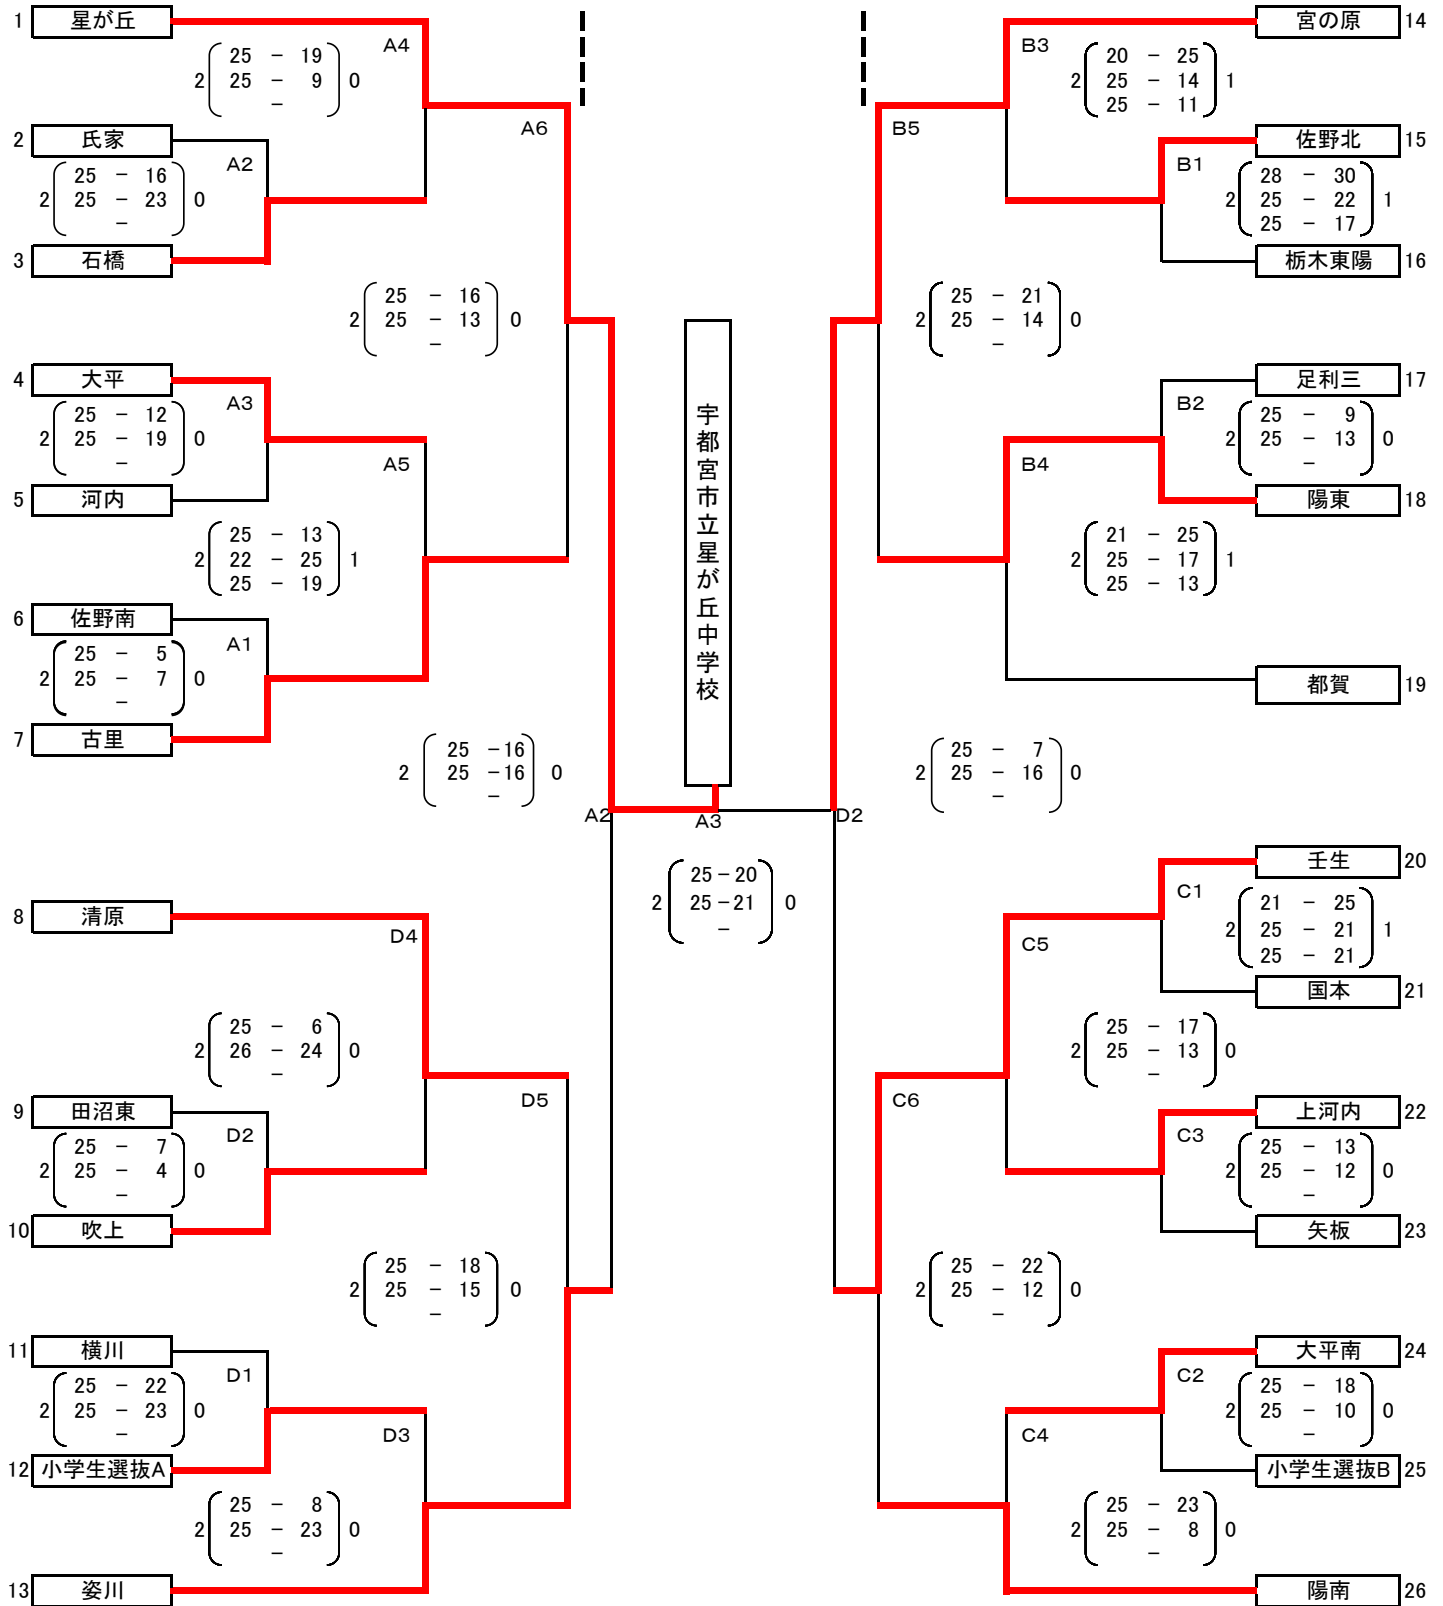 1 星が丘
A4
25 － 19
2 25 － 9 0
－
2 氏家
A2
25 － 16
2 25 － 23 0
－
3 石橋
A6
25 － 16
2 25 － 13 0
－
4 大平
A3
25 － 12
2 25 － 19 0
－
5 河内
A5
25 － 13
2 22 － 25 1
25 － 19
6 佐野南
A1
25 － 5
2 25 － 7 0
－
7 古里
25 －16
2 25 －16 0
－
A2
8 清原
D4
25 － 6
2 26 － 24 0
－
9 田沼東
D2
25 － 7
2 25 － 4 0
－
10 吹上
D5
25 － 18
2 25 － 15 0
－
11 横川
D1
25 － 22
2 25 － 23 0
－
12 小学生選抜A
D3
25 － 8
2 25 － 23 0
－
13 姿川
宇都宮市立星が丘中学校
A3
25－20
2 25－21 0
－
宮の原 14
B3
20 － 25
2 25 － 14 1
25 － 11
佐野北 15
B1
28 － 30
2 25 － 22 1
25 － 17
栃木東陽 16
B5
25 － 21
2 25 － 14 0
－
足利三 17
B2
25 － 9
2 25 － 13 0
－
陽東 18
B4
21 － 25
2 25 － 17 1
25 － 13
都賀 19
25 － 7
2 25 － 16 0
－
D2
壬生 20
C1
21 － 25
2 25 － 21 1
25 － 21
国本 21
C5
25 － 17
2 25 － 13 0
－
上河内 22
C3
25 － 13
2 25 － 12 0
－
矢板 23
C6
25 － 22
2 25 － 12 0
－
大平南 24
C2
25 － 18
2 25 － 10 0
－
小学生選抜B 25
C4
25 － 23
2 25 － 8 0
－
陽南 26